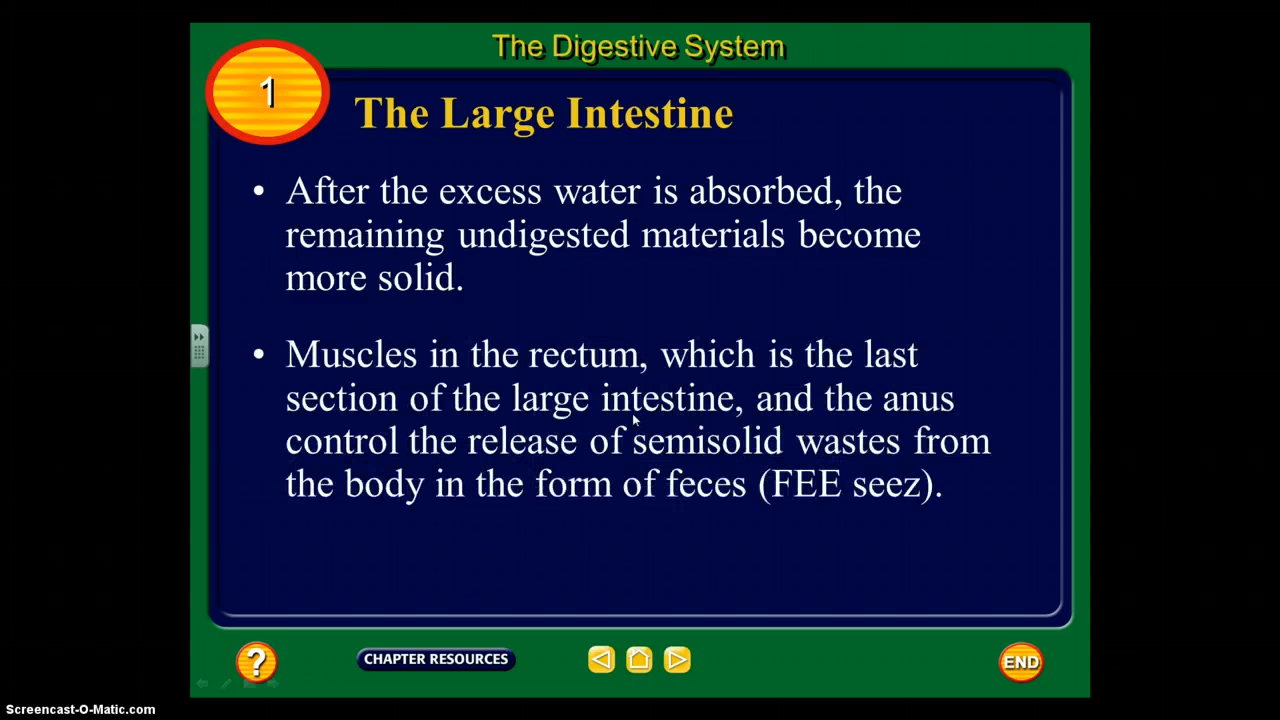 The Digestive System
1
The Large Intestine
• After the excess water is absorbed, the
remaining undigested materials become
more solid.
• Muscles in the rectum, which is the last
section of the large intestine, and the anus
control the release of semisolid wastes from
the body in the form of feces (FEE seez).
?
CHAPTER RESOURCES
END
Screencast-O-Matic.com